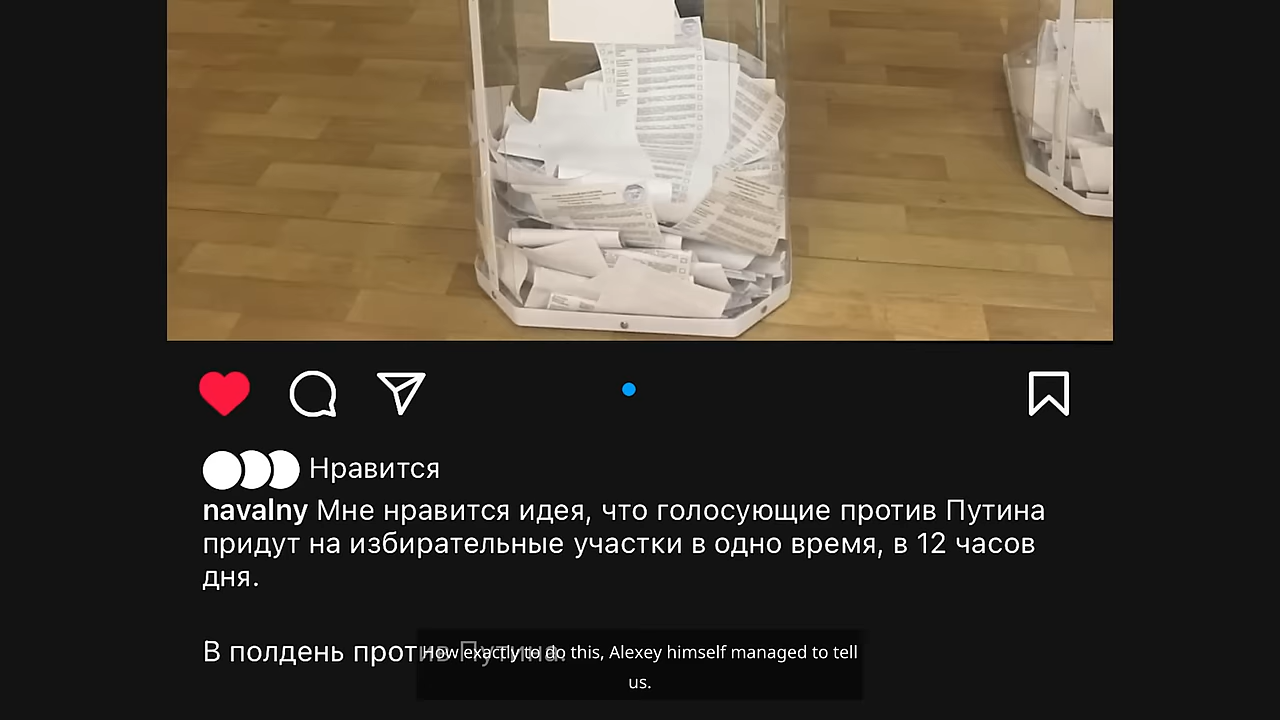 Нравится
navalny Мне нравится идея, что голосующие против Путина
придут на избирательные участки в одно время, в 12 часов
дня.
В полдень против Путина.
How exactly to do this, Alexey himself managed to tell
us.